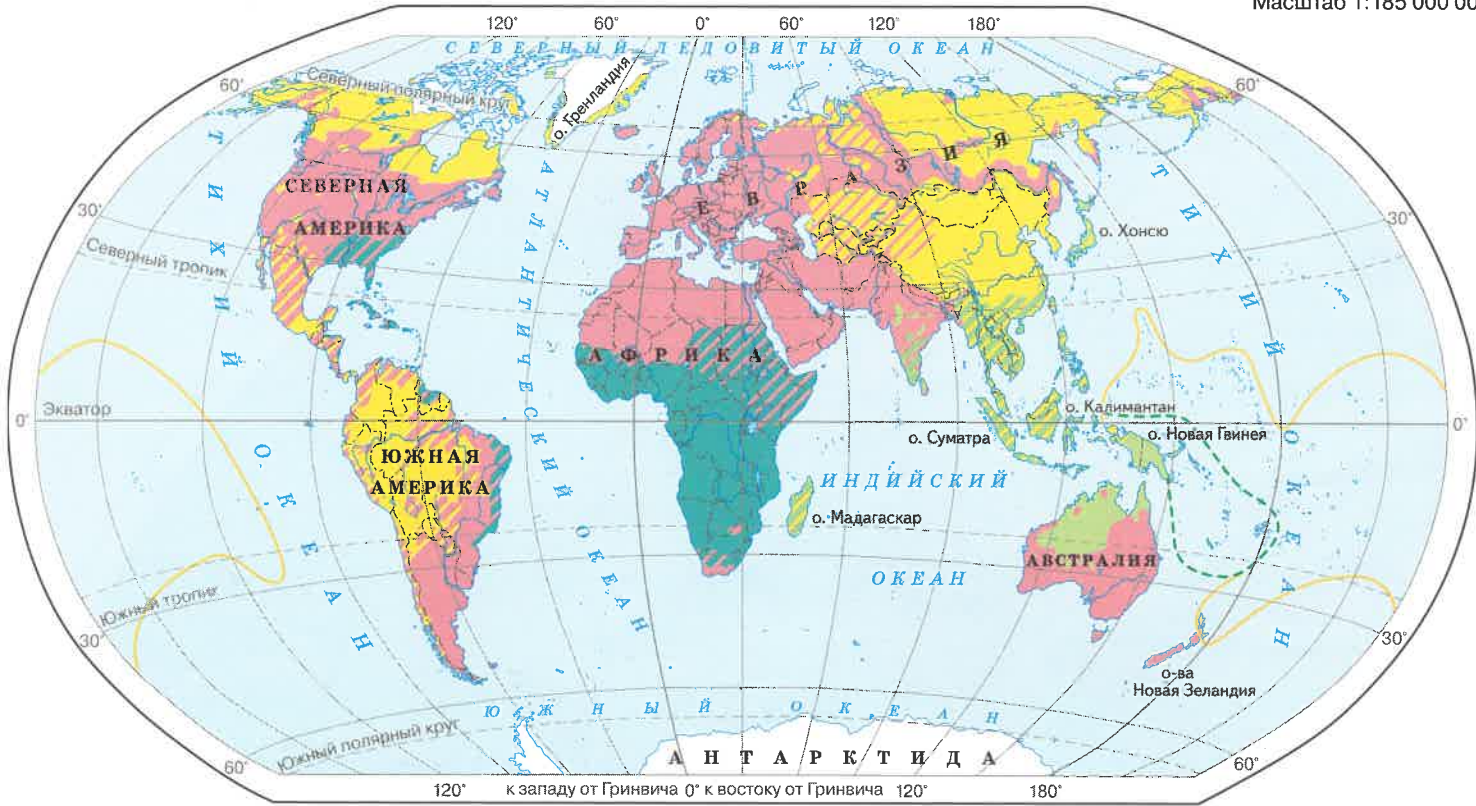 Масштаб 1:185 000 00
120° 60° 0° 60° 120° 180°
СЕВЕРНЫЙ ЛЕДОВИТЫЙ ОКЕАН
60°
Северный полярный круг
о. Гренландия
60°
ТИХИЙ ОКЕАН
АТЛАНТИЧЕСКИЙ ОКЕАН
ЕВРАЗИЯ
ТИХИЙ ОКЕАН
СЕВЕРНАЯ
АМЕРИКА
30°
30°
Северный тропик
о. Хонсю
АФРИКА
0°
Экватор
о. Калимантан
0°
о. Суматра
о. Новая Гвинея
ЮЖНАЯ
АМЕРИКА
ИНДИЙСКИЙ
о. Мадагаскар
АВСТРАЛИЯ
ОКЕАН
Южный тропик
30°
30°
о-ва
Новая Зеландия
ЮЖНЫЙ ОКЕАН
Южный полярный круг
АНТАРКТИДА
60°
60°
120° к западу от Гринвича 0° к востоку от Гринвича 120° 180°